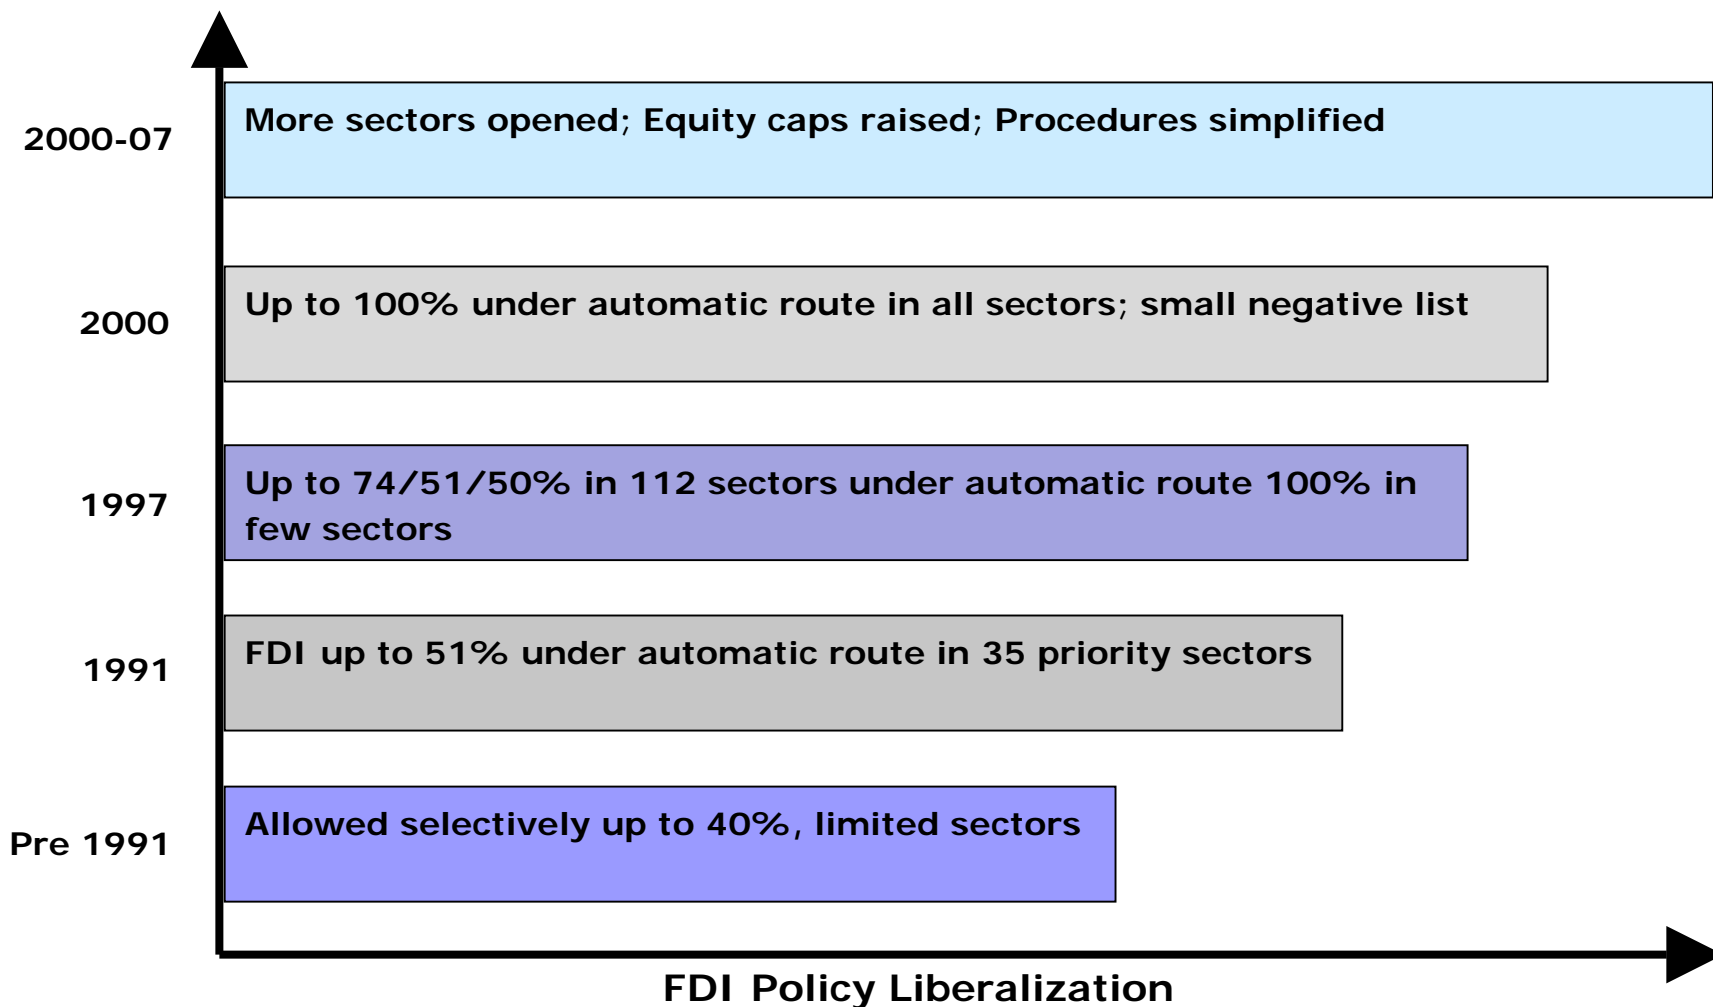 2000-07
More sectors opened; Equity caps raised; Procedures simplified
2000
Up to 100% under automatic route in all sectors; small negative list
1997
Up to 74/51/50% in 112 sectors under automatic route 100% in
few sectors
1991
FDI up to 51% under automatic route in 35 priority sectors
Pre 1991
Allowed selectively up to 40%, limited sectors
FDI Policy Liberalization